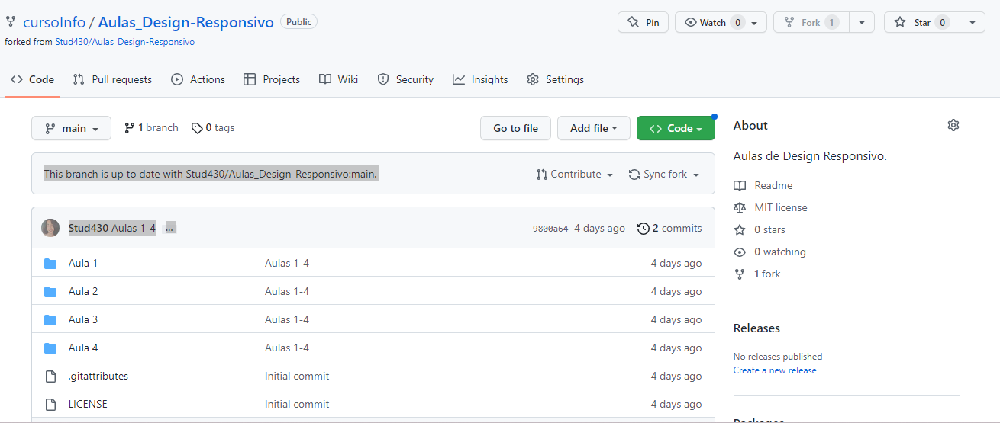 cursoInfo / Aulas_Design-Responsivo Public Pin Watch 0 Fork 1 Star 0
forked from Stud430/Aulas_Design-Responsivo
Code Pull requests Actions Projects Wiki Security Insights Settings
main 1 branch 0 tags Go to file Add file Code
This branch is up to date with Stud430/Aulas_Design-Responsivo:main. Contribute Sync fork
Stud430 Aulas 1-4 ... 9800a64 4 days ago 2 commits
Aula 1 Aulas 1-4 4 days ago
Aula 2 Aulas 1-4 4 days ago
Aula 3 Aulas 1-4 4 days ago
Aula 4 Aulas 1-4 4 days ago
.gitattributes Initial commit 4 days ago
LICENSE Initial commit 4 days ago
About
Aulas de Design Responsivo.
Readme
MIT license
0 stars
0 watching
1 fork
Releases
No releases published
Create a new release
Packages